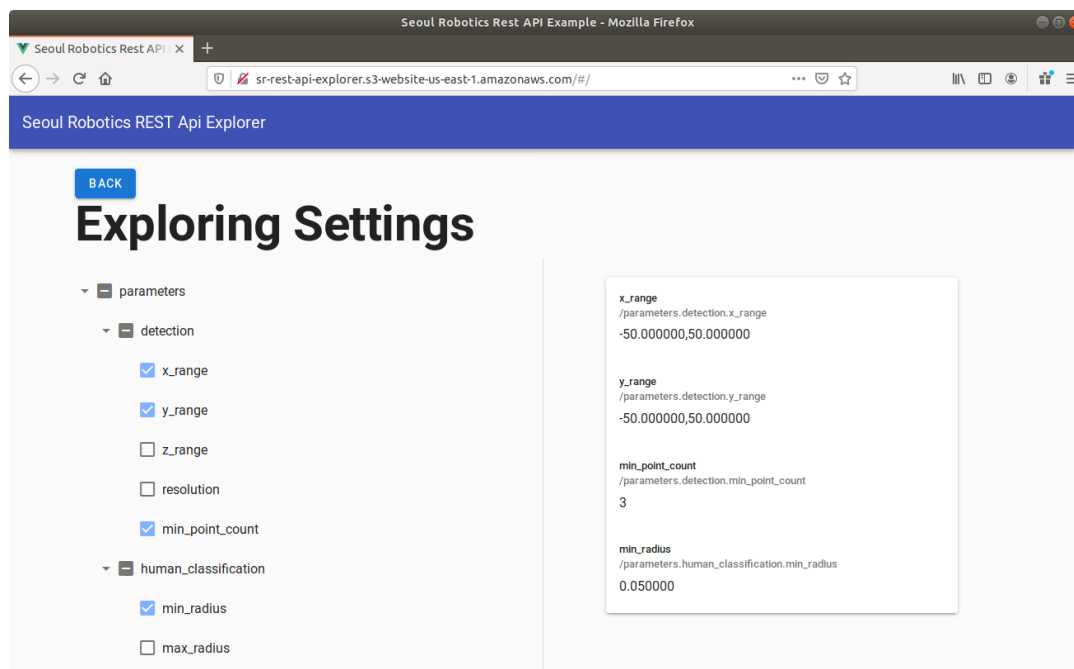 Seoul Robotics Rest API Example - Mozilla Firefox
Seoul Robotics Rest API
sr-rest-api-explorer.s3-website-us-east-1.amazonaws.com/#/
Seoul Robotics REST Api Explorer
BACK
Exploring Settings
parameters
detection
x_range
y_range
z_range
resolution
min_point_count
human_classification
min_radius
max_radius
x_range
/parameters.detection.x_range
-50.000000,50.000000
y_range
/parameters.detection.y_range
-50.000000,50.000000
min_point_count
/parameters.detection.min_point_count
3
min_radius
/parameters.human_classification.min_radius
0.050000